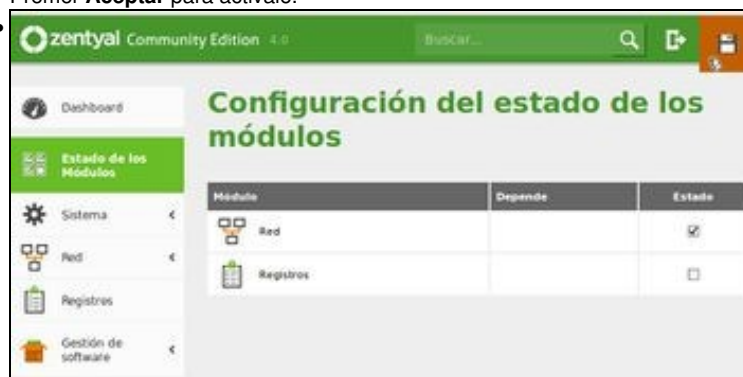 Premer Aceptar para activalo.
zentyal Community Edition 4.0
Buscar...
Dashboard
Configuración del estado de los
módulos
Estado de los
Módulos
Módulo Depende Estado
Sistema
Red
Red
Registros
Registros
Gestión de
software